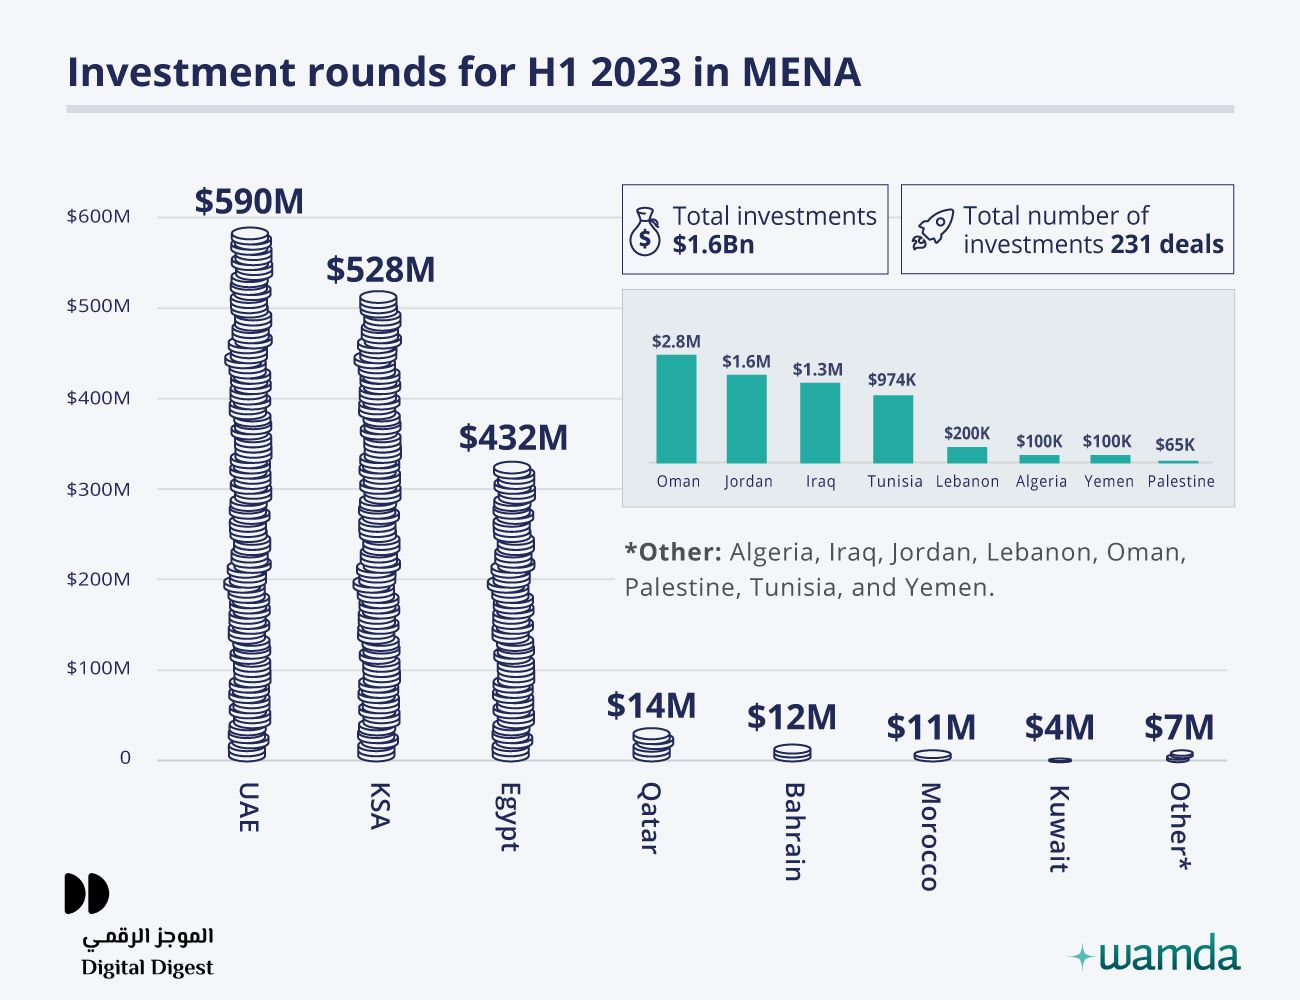 Investment rounds for H1 2023 in MENA
$600M
$500M
$400M
$300M
$200M
$100M
0
$590M
$528M
$432M
$14M
$12M
$11M
$4M
$7M
UAE
KSA
Egypt
Qatar
Bahrain
Morocco
Kuwait
Other*
Total investments
$1.6Bn
Total number of
investments 231 deals
$2.8M
$1.6M
$1.3M
$974K
$200K
$100K
$100K
$65K
Oman
Jordan
Iraq
Tunisia
Lebanon
Algeria
Yemen
Palestine
*Other: Algeria, Iraq, Jordan, Lebanon, Oman,
Palestine, Tunisia, and Yemen.
$
الموجز الرقمي
Digital Digest
wamda